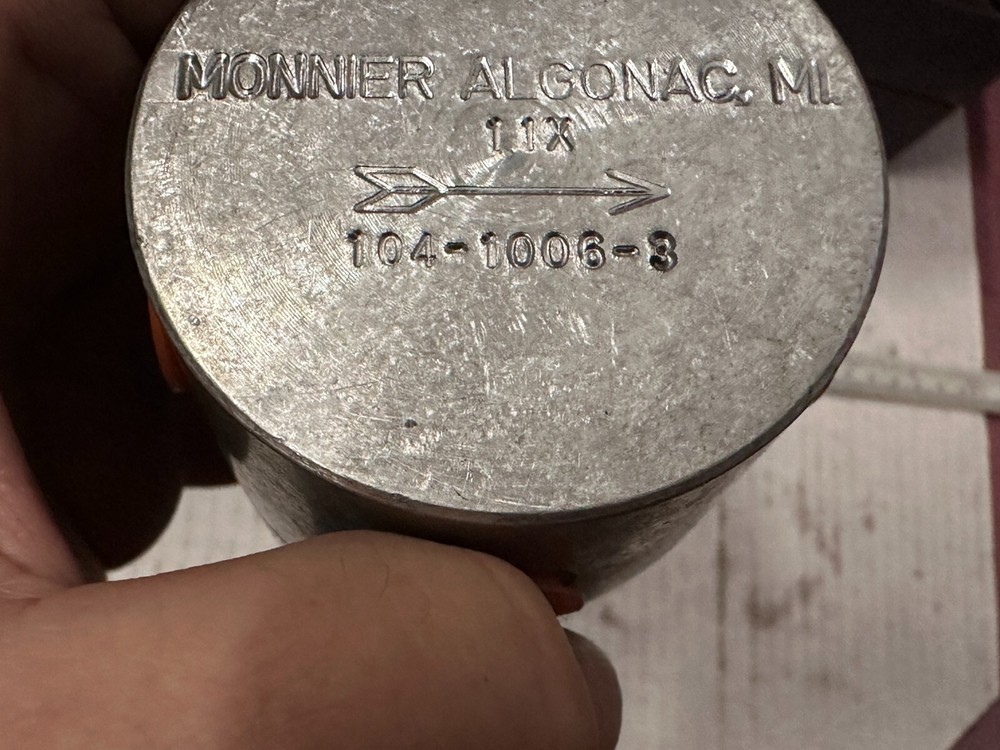 MONNIER ALGONAC, MI.
11X
104-1006-3